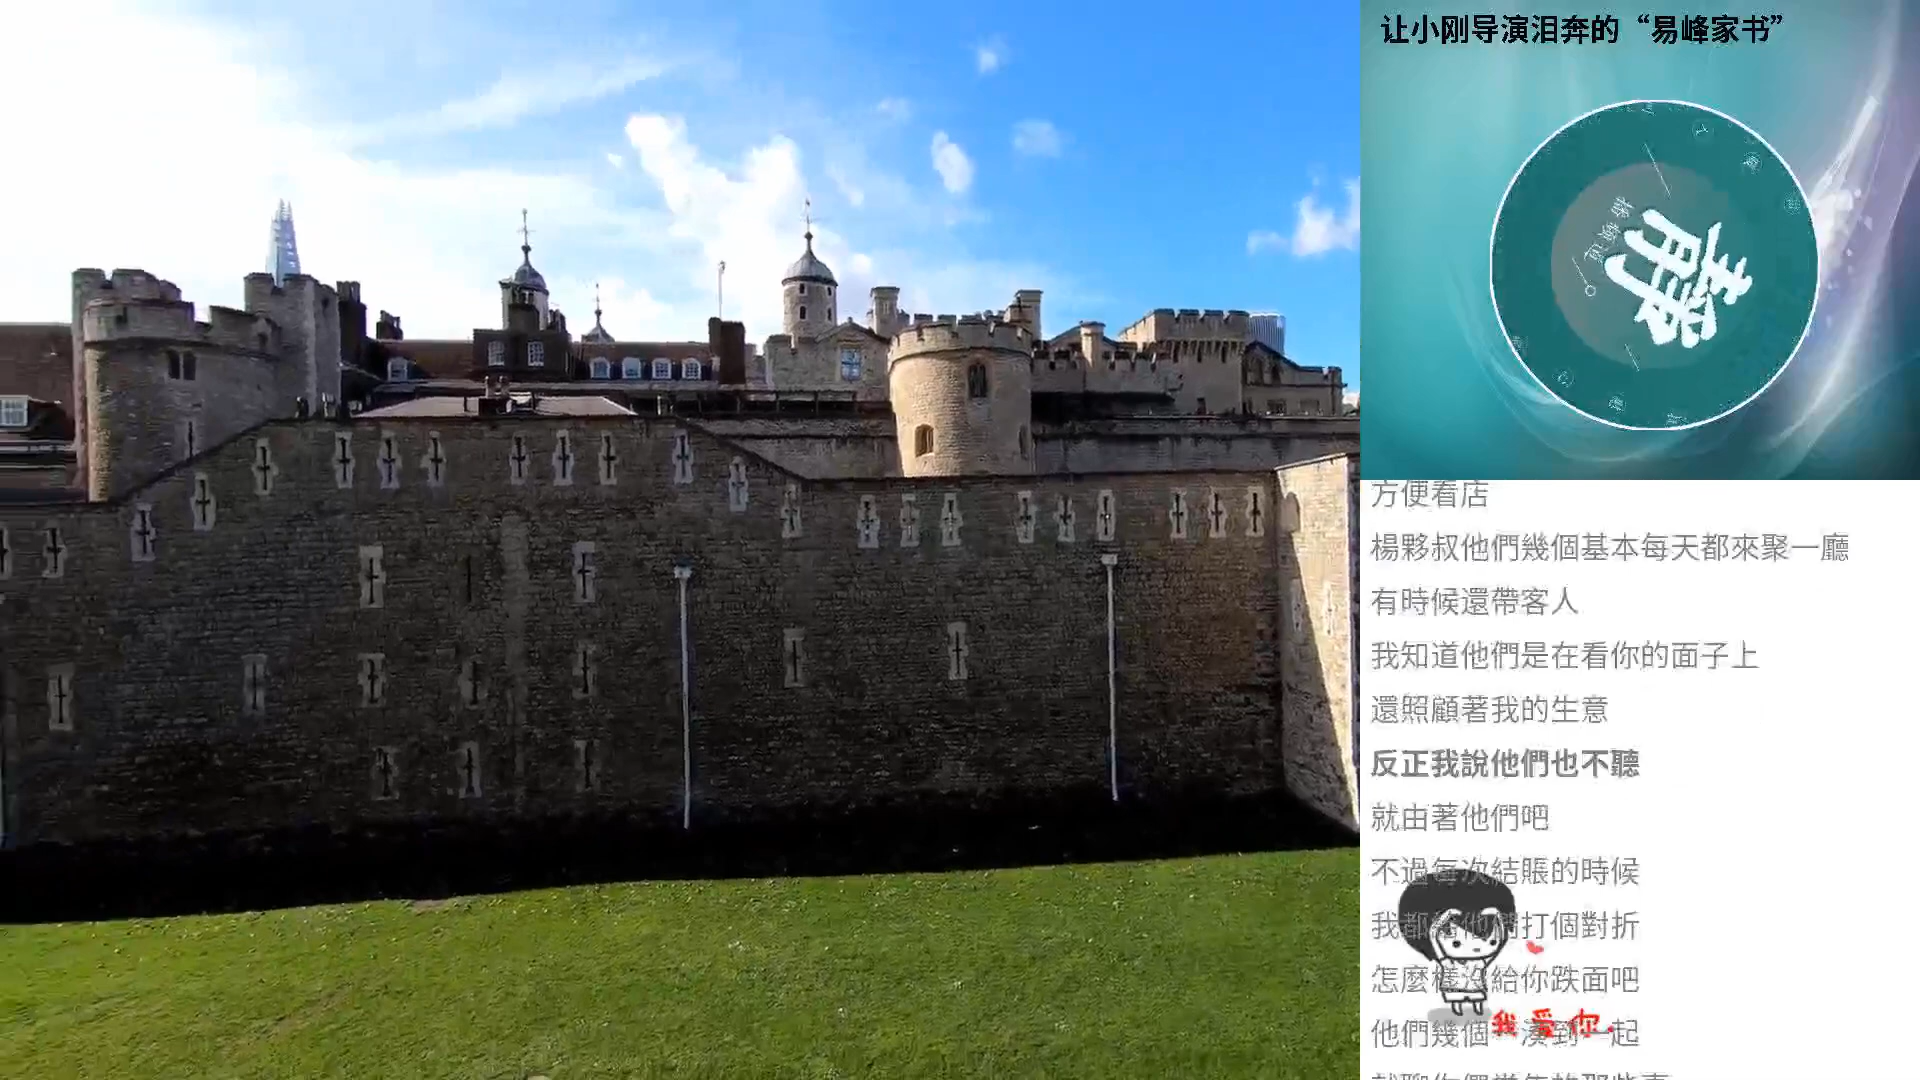 让小刚导演泪奔的“易峰家书”
方便看店
楊夥叔他們幾個基本每天都來聚一廳
有時候還帶客人
我知道他們是在看你的面子上
還照顧著我的生意
反正我說他們也不聽
就由著他們吧
不過每次結賬的時候
我都給他們打個對折
怎麼樣沒給你跌面吧
他們幾個一湊到一起
我愛你.